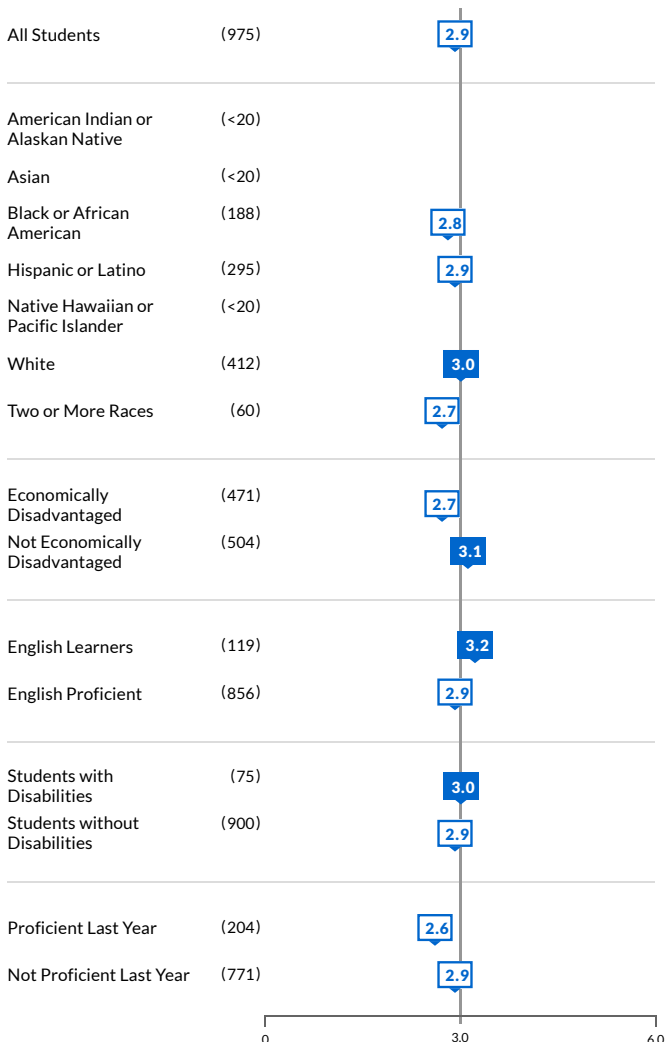 All Students (975) 2.9
American Indian or (<20)
Alaskan Native
Asian (<20)
Black or African (188) 2.8
American
Hispanic or Latino (295) 2.9
Native Hawaiian or (<20)
Pacific Islander
White (412) 3.0
Two or More Races (60) 2.7
Economically (471) 2.7
Disadvantaged
Not Economically (504) 3.1
Disadvantaged
English Learners (119) 3.2
English Proficient (856) 2.9
Students with (75) 3.0
Disabilities
Students without (900) 2.9
Disabilities
Proficient Last Year (204) 2.6
Not Proficient Last Year (771) 2.9
0 3.0 6.0